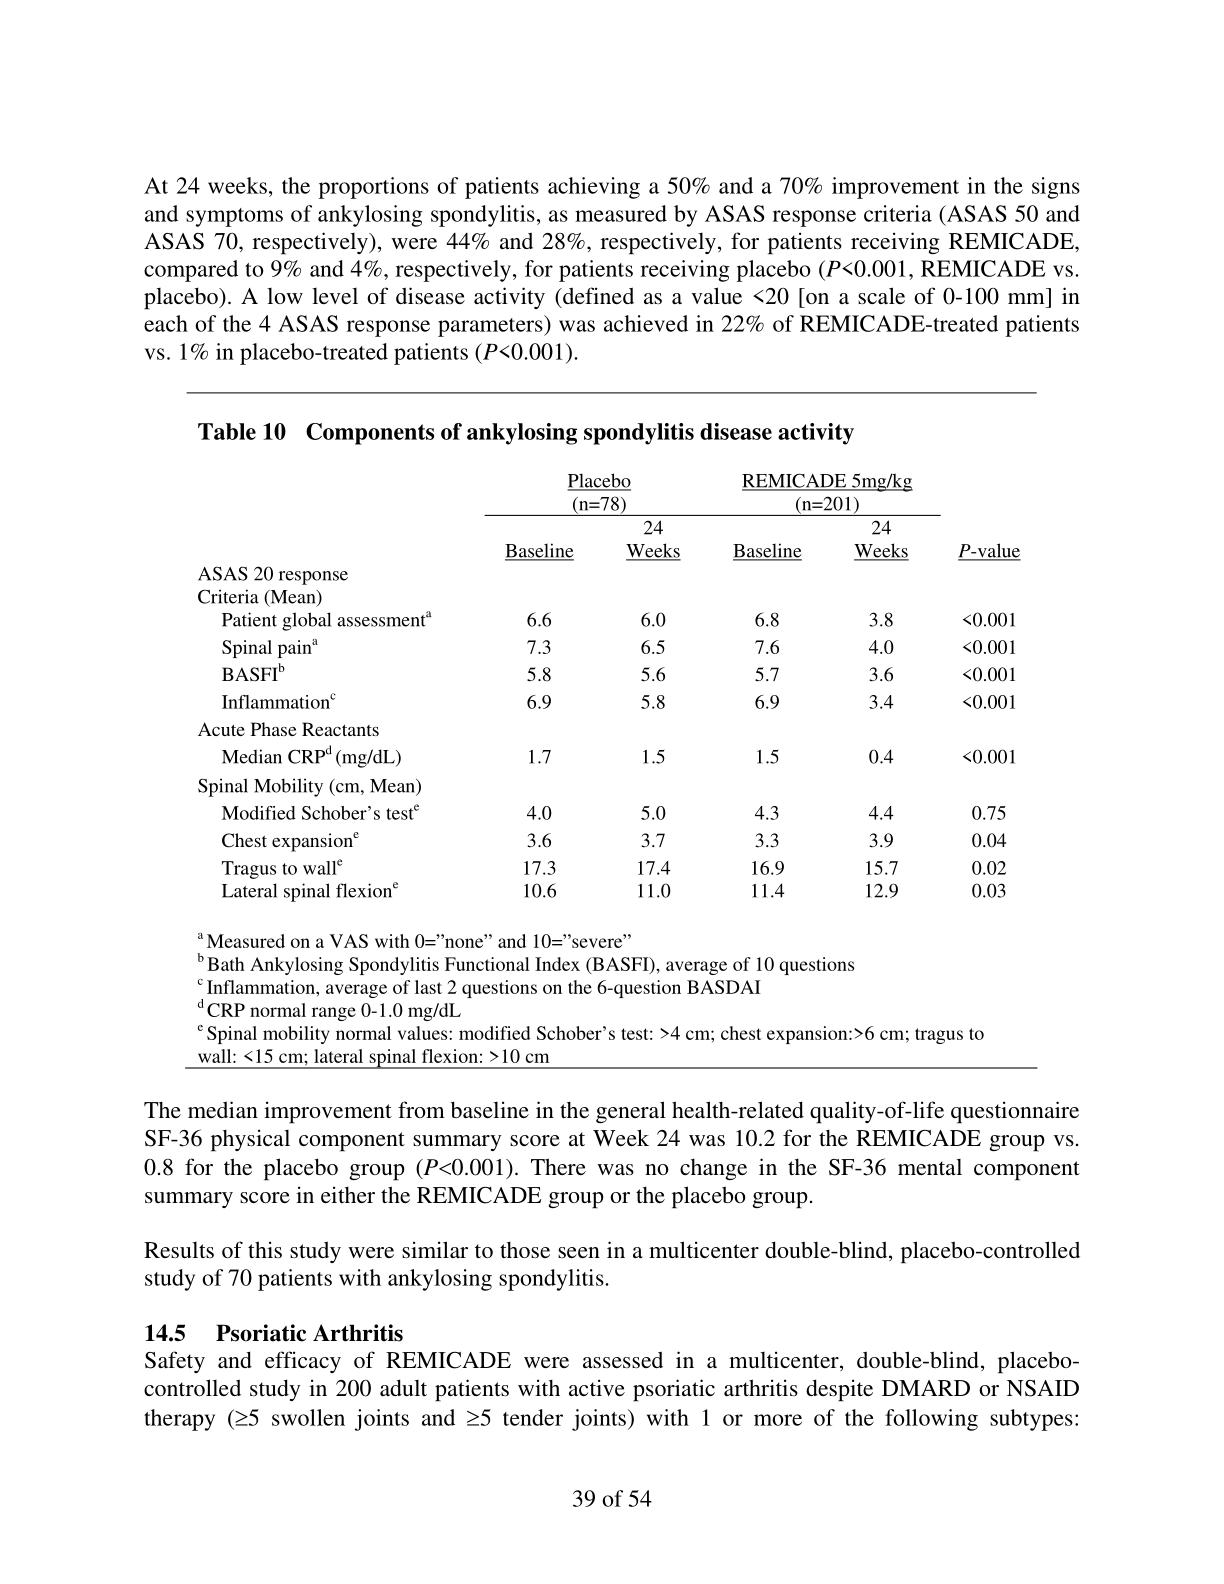 At 24 weeks, the proportions of patients achieving a 50% and a 70% improvement in the signs
and symptoms of ankylosing spondylitis, as measured by ASAS response criteria (ASAS 50 and
ASAS 70, respectively), were 44% and 28%, respectively, for patients receiving REMICADE,
compared to 9% and 4%, respectively, for patients receiving placebo (P<0.001, REMICADE vs.
placebo). A low level of disease activity (defined as a value <20 [on a scale of 0-100 mm] in
each of the 4 ASAS response parameters) was achieved in 22% of REMICADE-treated patients
vs. 1% in placebo-treated patients (P<0.001).
Table 10 Components of ankylosing spondylitis disease activity
Placebo REMICADE 5mg/kg
(n=78) (n=201)
24 24
Baseline Weeks Baseline Weeks P-value
ASAS 20 response
Criteria (Mean)
Patient global assessmentᵃ 6.6 6.0 6.8 3.8 <0.001
Spinal painᵃ 7.3 6.5 7.6 4.0 <0.001
BASFIᵇ 5.8 5.6 5.7 3.6 <0.001
Inflammationᶜ 6.9 5.8 6.9 3.4 <0.001
Acute Phase Reactants
Median CRPᵈ (mg/dL) 1.7 1.5 1.5 0.4 <0.001
Spinal Mobility (cm, Mean)
Modified Schober’s testᵉ 4.0 5.0 4.3 4.4 0.75
Chest expansionᵉ 3.6 3.7 3.3 3.9 0.04
Tragus to wallᵉ 17.3 17.4 16.9 15.7 0.02
Lateral spinal flexionᵉ 10.6 11.0 11.4 12.9 0.03
ᵃ Measured on a VAS with 0=”none” and 10=”severe”
ᵇ Bath Ankylosing Spondylitis Functional Index (BASFI), average of 10 questions
ᶜ Inflammation, average of last 2 questions on the 6-question BASDAI
ᵈ CRP normal range 0-1.0 mg/dL
ᵉ Spinal mobility normal values: modified Schober’s test: >4 cm; chest expansion:>6 cm; tragus to
wall: <15 cm; lateral spinal flexion: >10 cm
The median improvement from baseline in the general health-related quality-of-life questionnaire
SF-36 physical component summary score at Week 24 was 10.2 for the REMICADE group vs.
0.8 for the placebo group (P<0.001). There was no change in the SF-36 mental component
summary score in either the REMICADE group or the placebo group.
Results of this study were similar to those seen in a multicenter double-blind, placebo-controlled
study of 70 patients with ankylosing spondylitis.
14.5 Psoriatic Arthritis
Safety and efficacy of REMICADE were assessed in a multicenter, double-blind, placebo-
controlled study in 200 adult patients with active psoriatic arthritis despite DMARD or NSAID
therapy (≥5 swollen joints and ≥5 tender joints) with 1 or more of the following subtypes:
39 of 54